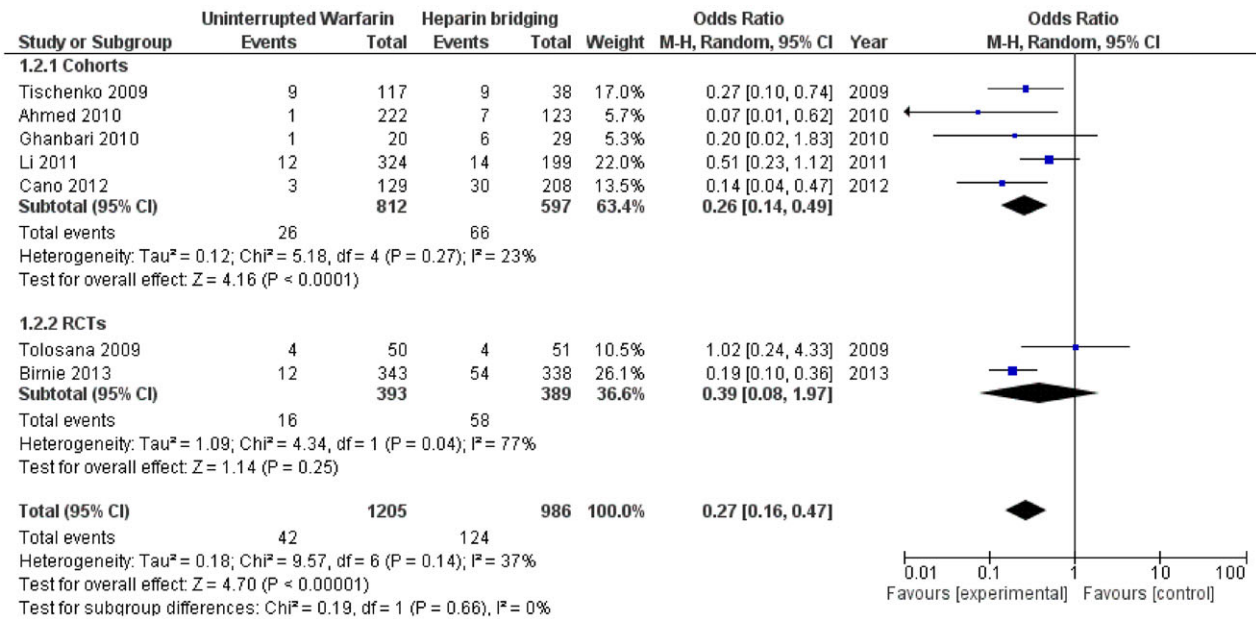 Uninterrupted Warfarin Heparin bridging Odds Ratio Odds Ratio
Study or Subgroup Events Total Events Total Weight M-H, Random, 95% CI Year M-H, Random, 95% CI
1.2.1 Cohorts
Tischenko 2009 9 117 9 38 17.0% 0.27 [0.10, 0.74] 2009
Ahmed 2010 1 222 7 123 5.7% 0.07 [0.01, 0.62] 2010
Ghanbari 2010 1 20 6 29 5.3% 0.20 [0.02, 1.83] 2010
Li 2011 12 324 14 199 22.0% 0.51 [0.23, 1.12] 2011
Cano 2012 3 129 30 208 13.5% 0.14 [0.04, 0.47] 2012
Subtotal (95% CI) 812 597 63.4% 0.26 [0.14, 0.49]
Total events 26 66
Heterogeneity: Tau² = 0.12; Chi² = 5.18, df = 4 (P = 0.27); I² = 23%
Test for overall effect: Z = 4.16 (P < 0.0001)
1.2.2 RCTs
Tolosana 2009 4 50 4 51 10.5% 1.02 [0.24, 4.33] 2009
Birnie 2013 12 343 54 338 26.1% 0.19 [0.10, 0.36] 2013
Subtotal (95% CI) 393 389 36.6% 0.39 [0.08, 1.97]
Total events 16 58
Heterogeneity: Tau² = 1.09; Chi² = 4.34, df = 1 (P = 0.04); I² = 77%
Test for overall effect: Z = 1.14 (P = 0.25)
Total (95% CI) 1205 986 100.0% 0.27 [0.16, 0.47]
Total events 42 124
Heterogeneity: Tau² = 0.18; Chi² = 9.57, df = 6 (P = 0.14); I² = 37%
Test for overall effect: Z = 4.70 (P < 0.00001)
Test for subgroup differences: Chi² = 0.19, df = 1 (P = 0.66), I² = 0%
0.01 0.1 1 10 100
Favours [experimental] Favours [control]